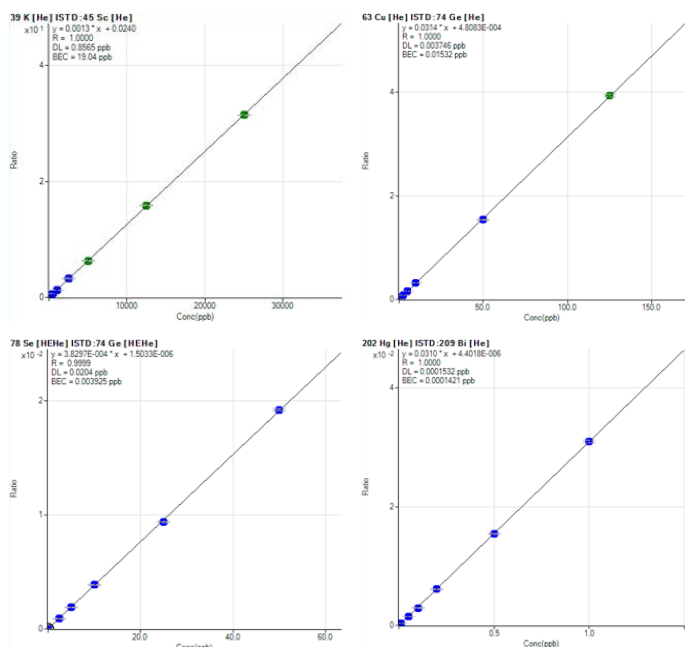 39 K [He] ISTD:45 Sc [He]
x10^1
y = 0.0013 * x + 0.0240
R = 1.0000
DL = 0.8565 ppb
BEC = 19.04 ppb
4
2
0
Ratio
10000 20000 30000
Conc(ppb)
63 Cu [He] ISTD:74 Ge [He]
y = 0.0314 * x + 4.8083E-004
R = 1.0000
DL = 0.003746 ppb
BEC = 0.01532 ppb
4
2
0
Ratio
50.0 100.0 150.0
Conc(ppb)
78 Se [HEHe] ISTD:74 Ge [HEHe]
x10^-2
y = 3.8297E-004 * x + 1.5033E-006
R = 0.9999
DL = 0.0204 ppb
BEC = 0.003925 ppb
2
1
0
Ratio
20.0 40.0 60.0
Conc(ppb)
202 Hg [He] ISTD:209 Bi [He]
x10^-2
y = 0.0310 * x + 4.4018E-006
R = 1.0000
DL = 0.0001532 ppb
BEC = 0.0001421 ppb
4
2
0
Ratio
0.5 1.0
Conc(ppb)